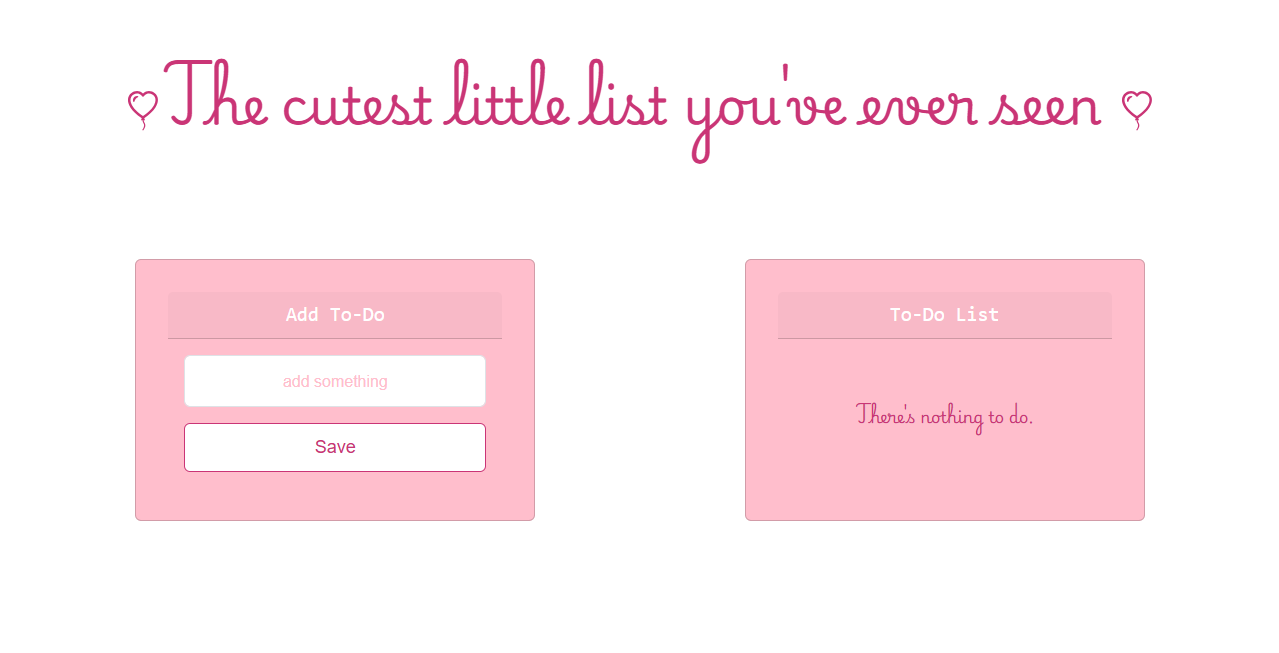 The cutest little list you've ever seen
Add To-Do
add something
Save
To-Do List
There's nothing to do.